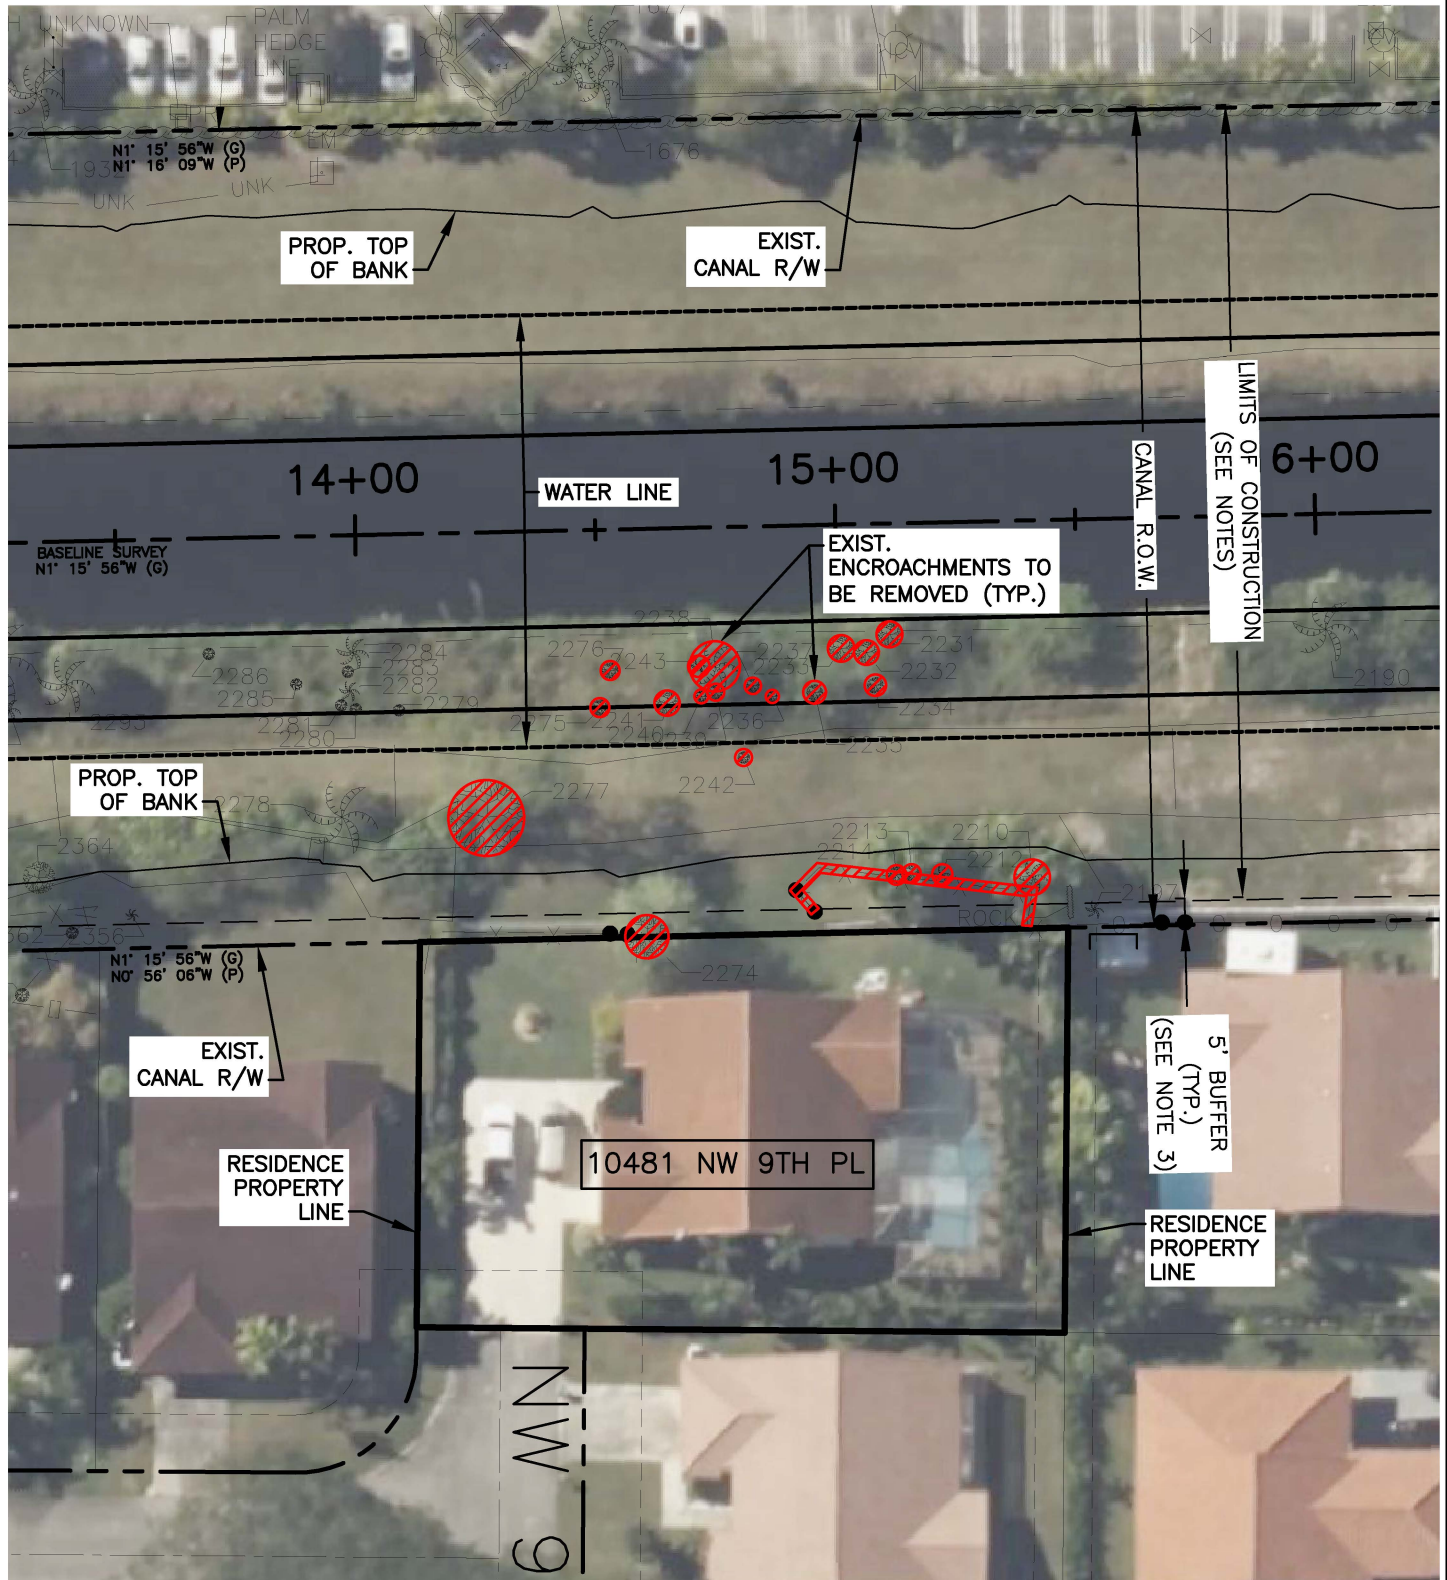 UNKNOWN
PALM
HEDGE
LINE
N1° 15' 56"W (G)
N1° 16' 09"W (P)
EM
1676
UNK
UNK
PROP. TOP
OF BANK
EXIST.
CANAL R/W
LIMITS OF CONSTRUCTION
(SEE NOTES)
CANAL R.O.W.
14+00
15+00
6+00
WATER LINE
BASELINE SURVEY
N1° 15' 56"W (G)
EXIST.
ENCROACHMENTS TO
BE REMOVED (TYP.)
2284
2286
2283
2282
2285
2279
2281
2280
2276
2243
2231
2232
2234
2190
2275
2241
2236
2242
PROP. TOP
OF BANK
2278
2277
2364
2213
2210
2214
2212
2197
ROCK
2356
N1° 15' 56"W (G)
N0° 56' 06"W (P)
2274
EXIST.
CANAL R/W
5' BUFFER
(TYP.)
(SEE NOTE 3)
10481 NW 9TH PL
RESIDENCE
PROPERTY
LINE
RESIDENCE
PROPERTY
LINE
NW 9